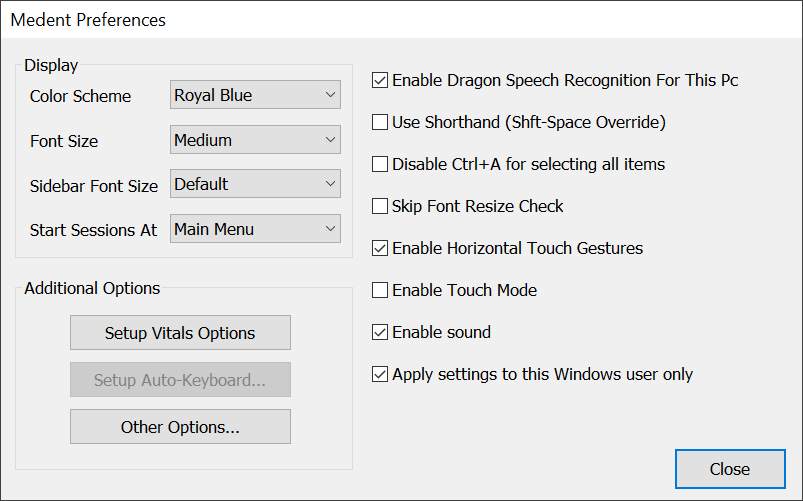 Medent Preferences
Display
Color Scheme
Royal Blue
Font Size
Medium
Sidebar Font Size
Default
Start Sessions At
Main Menu
Additional Options
Setup Vitals Options
Setup Auto-Keyboard...
Other Options...
Enable Dragon Speech Recognition For This Pc
Use Shorthand (Shft-Space Override)
Disable Ctrl+A for selecting all items
Skip Font Resize Check
Enable Horizontal Touch Gestures
Enable Touch Mode
Enable sound
Apply settings to this Windows user only
Close